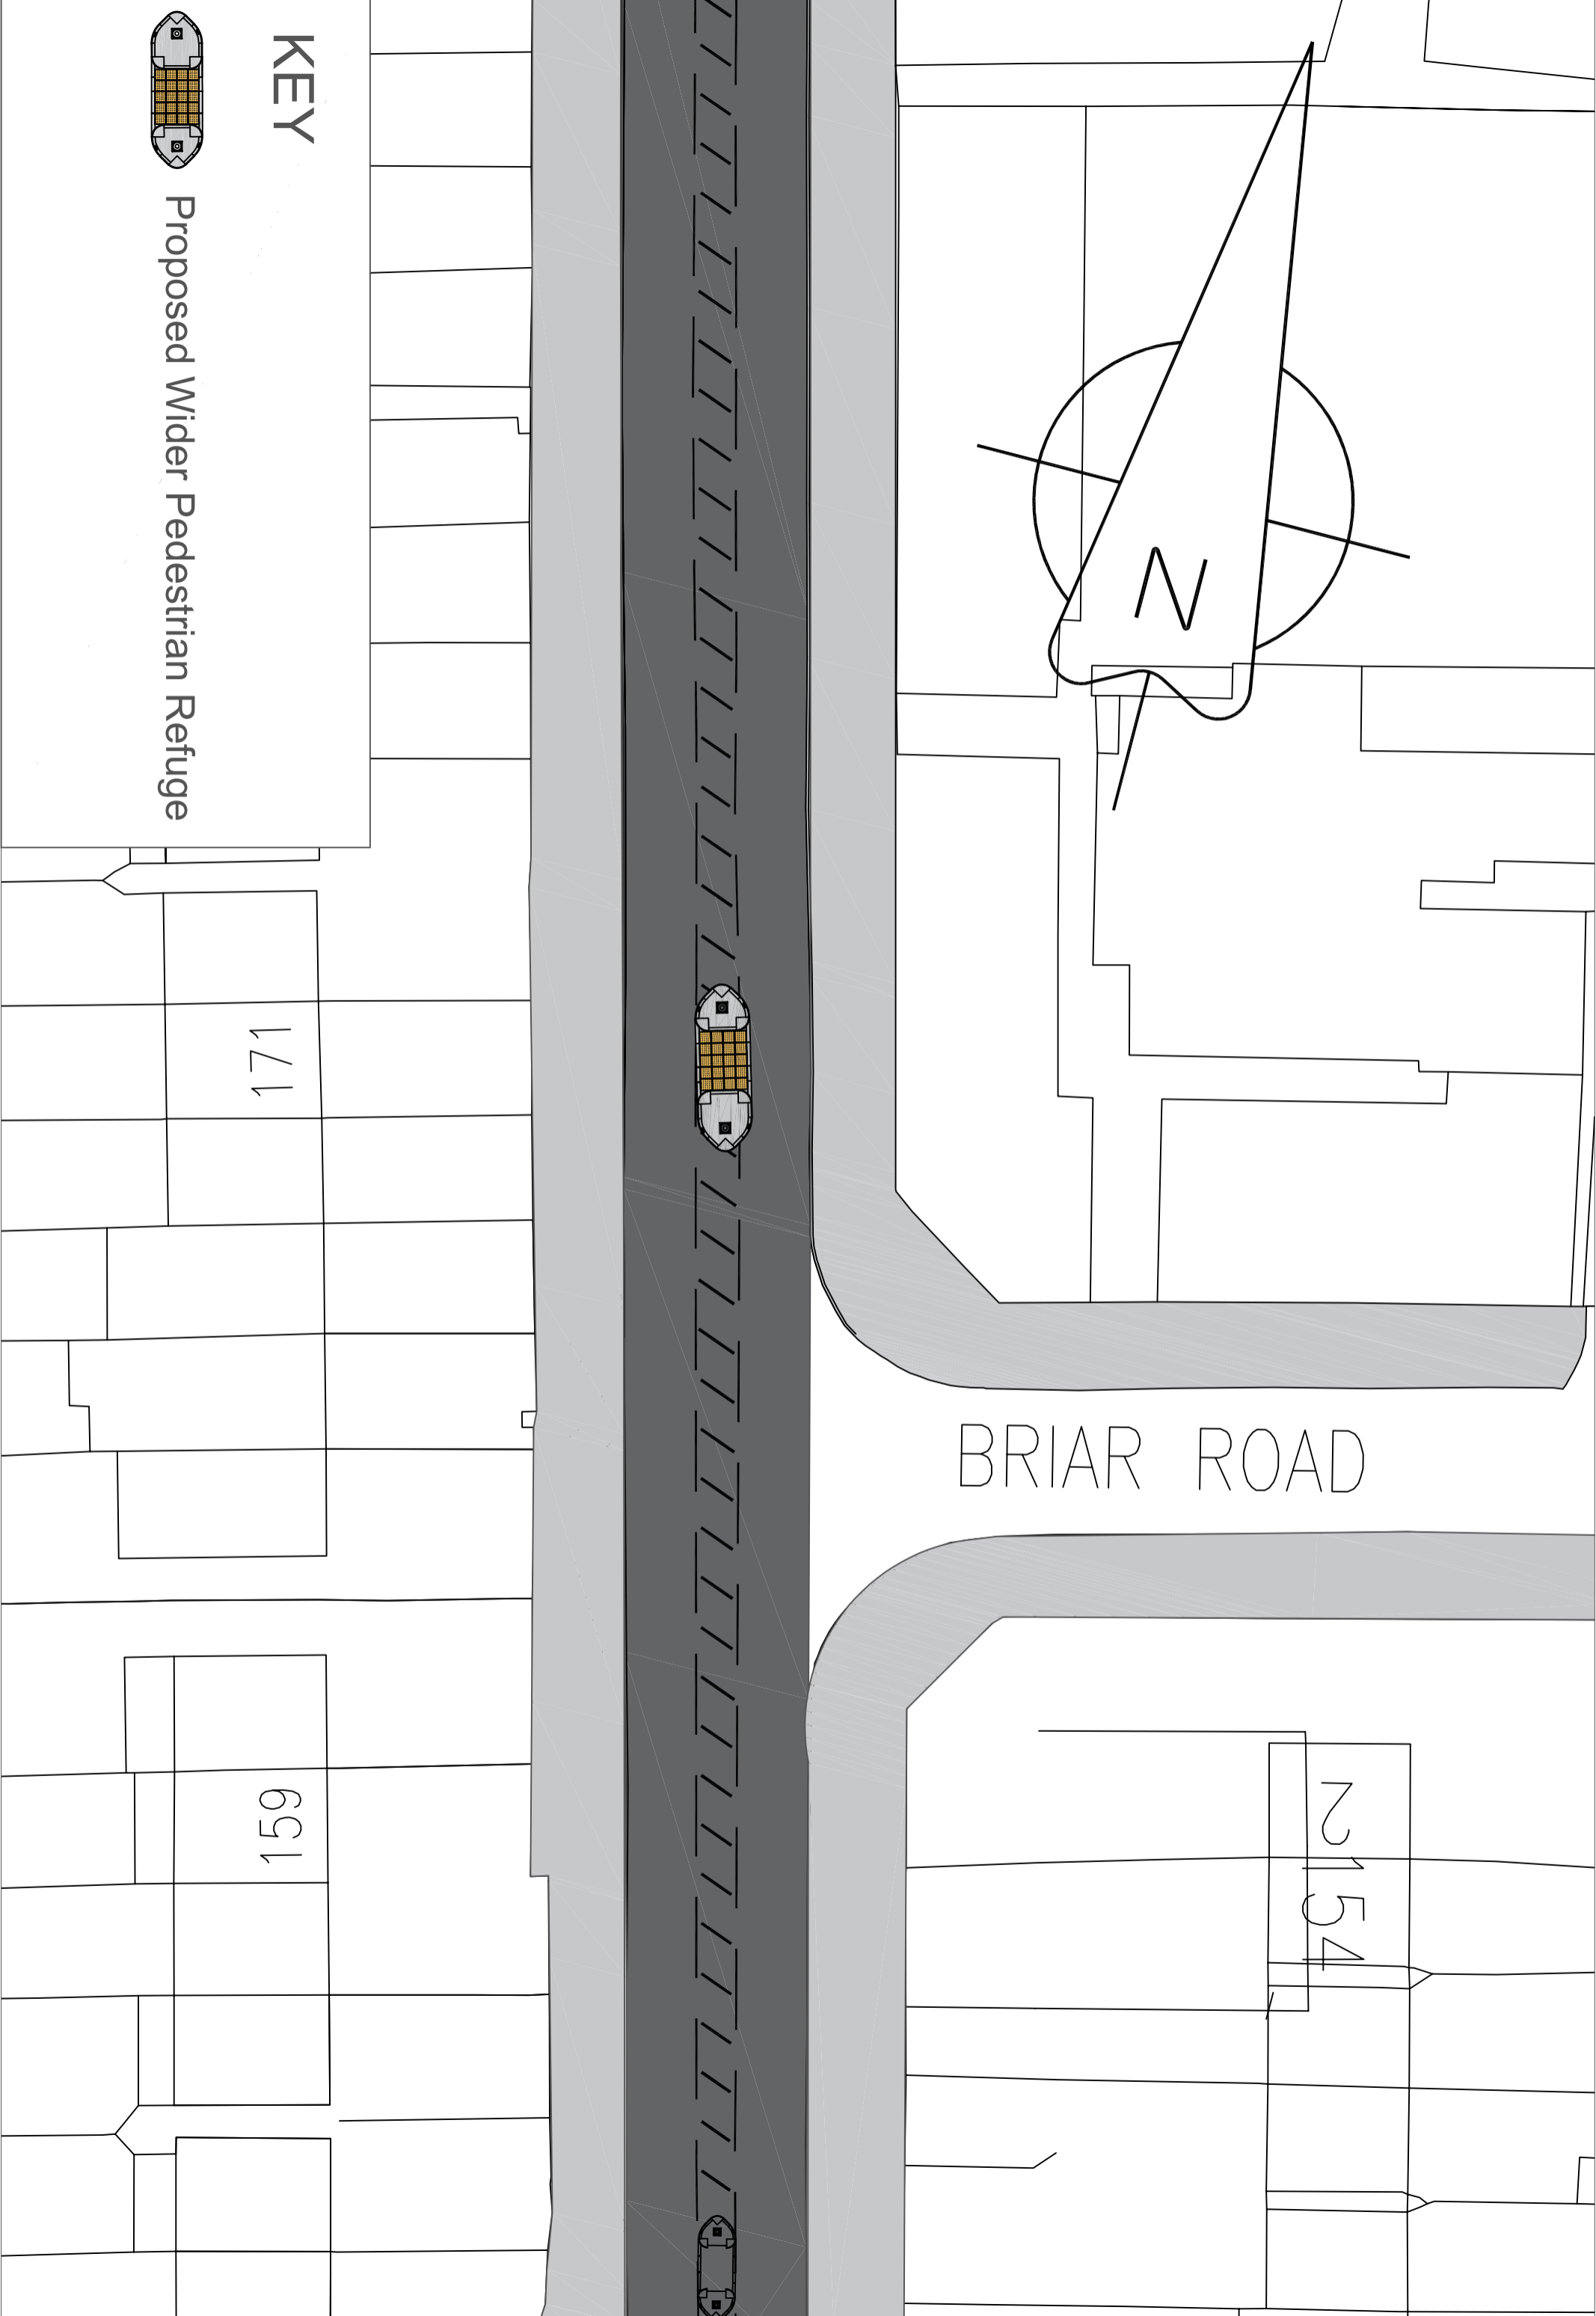 KEY
Proposed Wider Pedestrian Refuge
N
171
BRIAR ROAD
159
2154